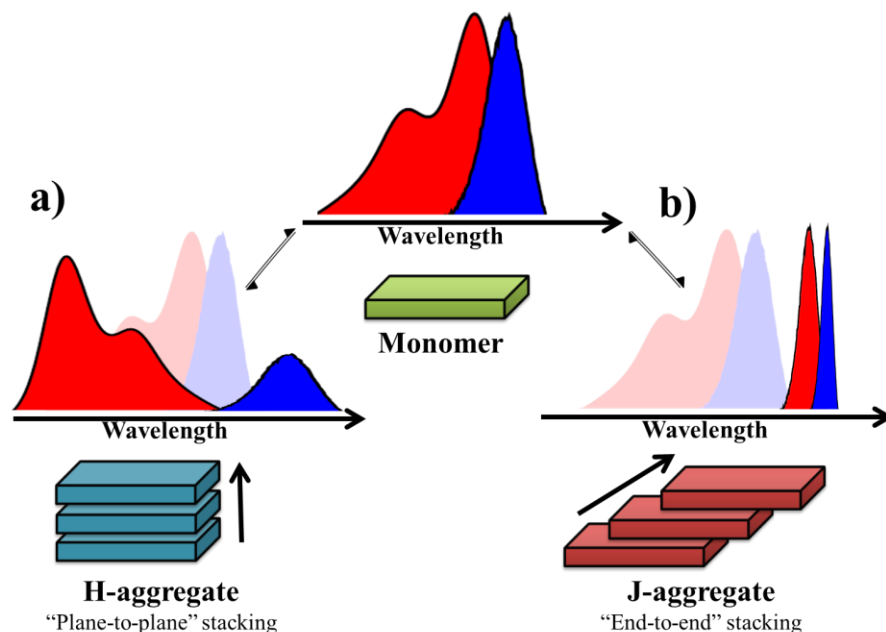 a)
Wavelength
b)
Monomer
Wavelength
Wavelength
H-aggregate
“Plane-to-plane” stacking
J-aggregate
“End-to-end” stacking